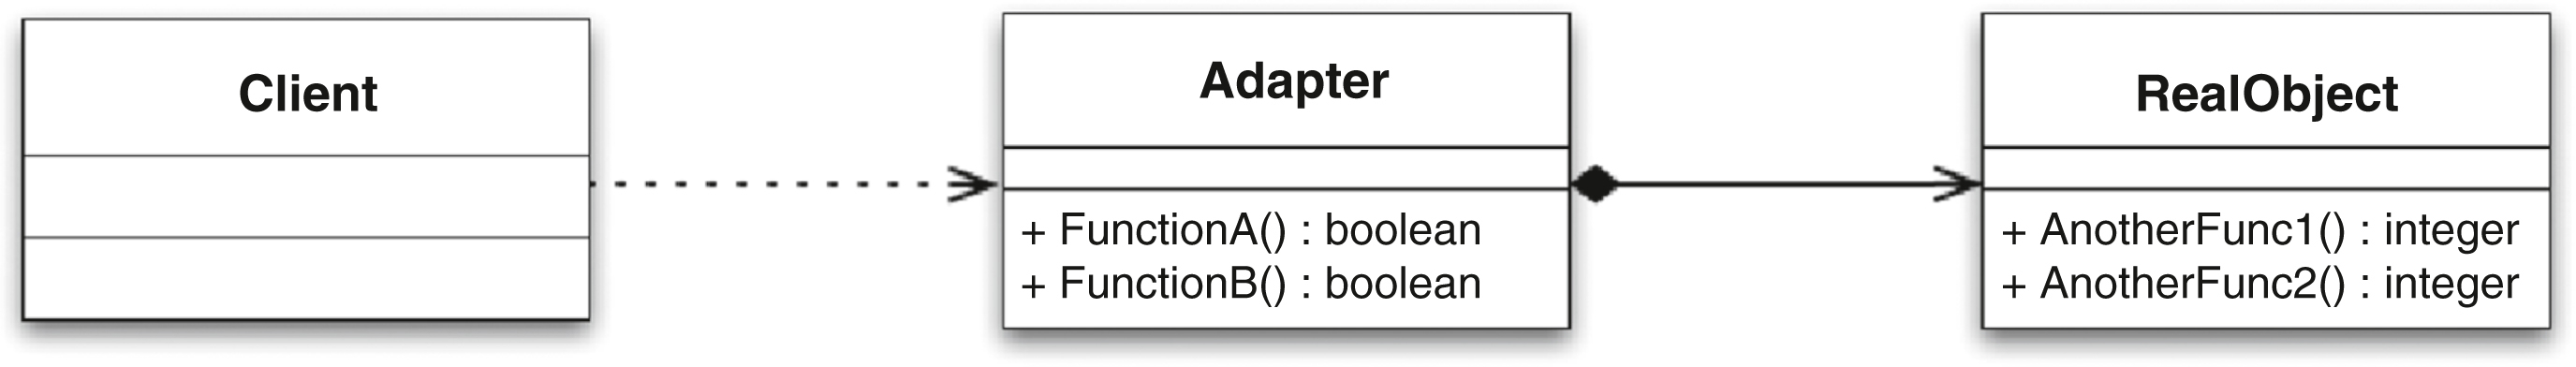 Client
Adapter
+ FunctionA() : boolean
+ FunctionB() : boolean
RealObject
+ AnotherFunc1() : integer
+ AnotherFunc2() : integer